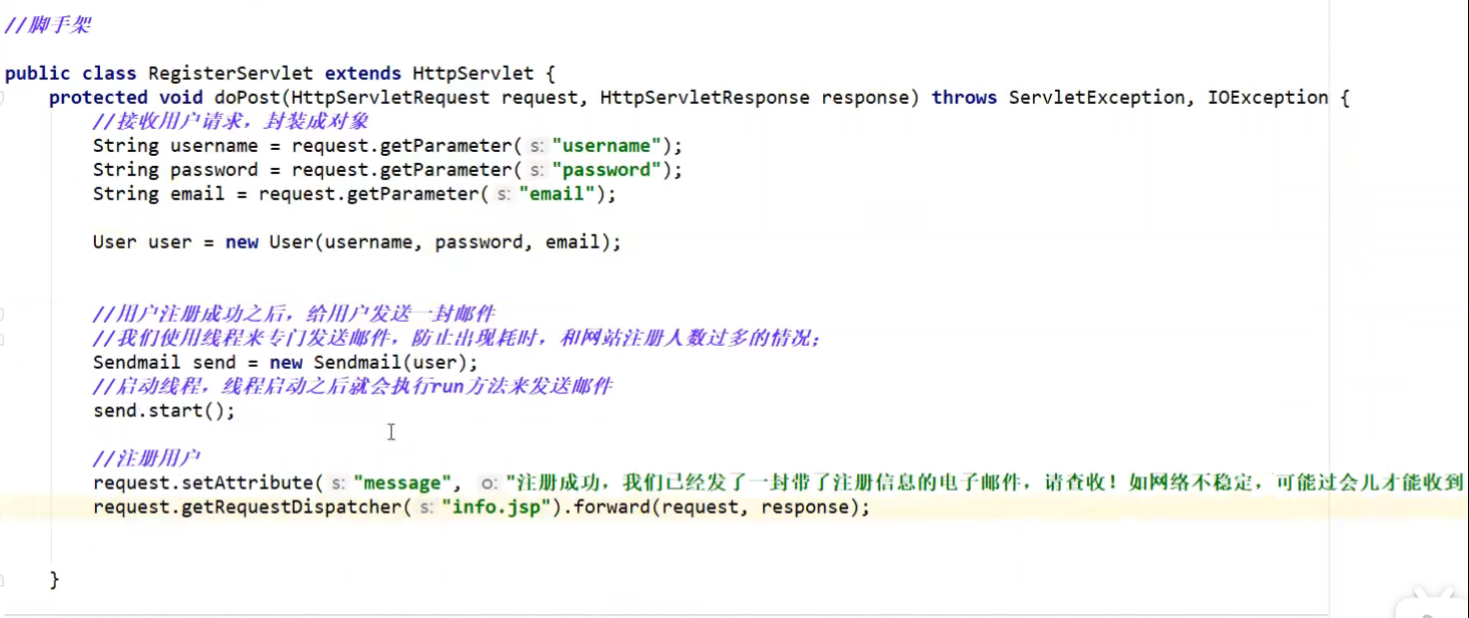 //脚手架
public class RegisterServlet extends HttpServlet {
protected void doPost(HttpServletRequest request, HttpServletResponse response) throws ServletException, IOException {
//接收用户请求，封装成对象
String username = request.getParameter( s: "username");
String password = request.getParameter( s: "password");
String email = request.getParameter( s: "email");
User user = new User(username, password, email);
//用户注册成功之后，给用户发送一封邮件
//我们使用线程来专门发送邮件，防止出现耗时，和网站注册人数过多的情况；
Sendmail send = new Sendmail(user);
//启动线程，线程启动之后就会执行run方法来发送邮件
send.start();
//注册用户
request.setAttribute( s: "message", o: "注册成功，我们已经发了一封带了注册信息的电子邮件，请查收！如网络不稳定，可能过会儿才能收到
request.getRequestDispatcher( s: "info.jsp").forward(request, response);
}